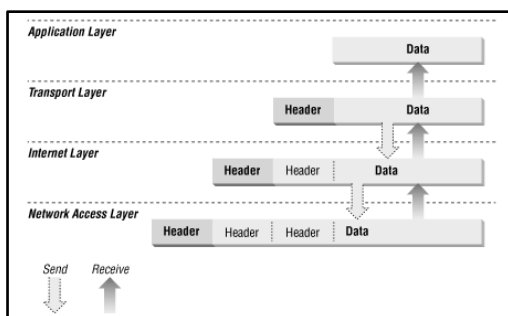 Application Layer
Data
Transport Layer
Header Data
Internet Layer
Header Header Data
Network Access Layer
Header Header Header Data
Send Receive